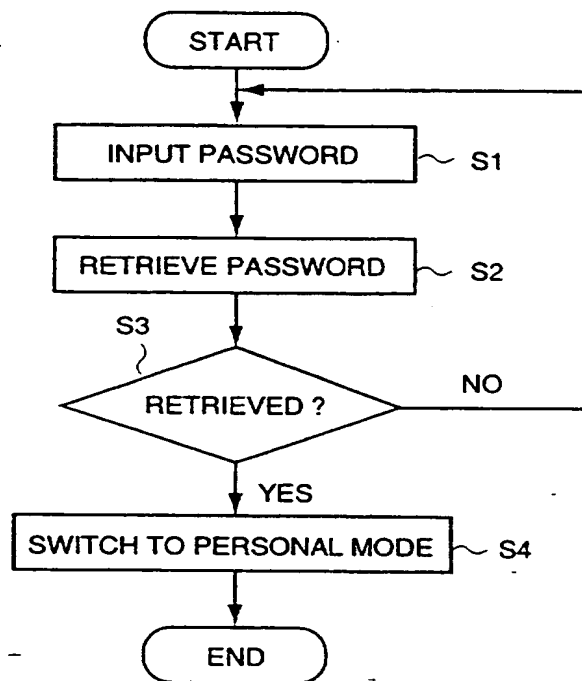 START
INPUT PASSWORD
S1
RETRIEVE PASSWORD
S2
S3
RETRIEVED ?
NO
YES
SWITCH TO PERSONAL MODE
S4
END